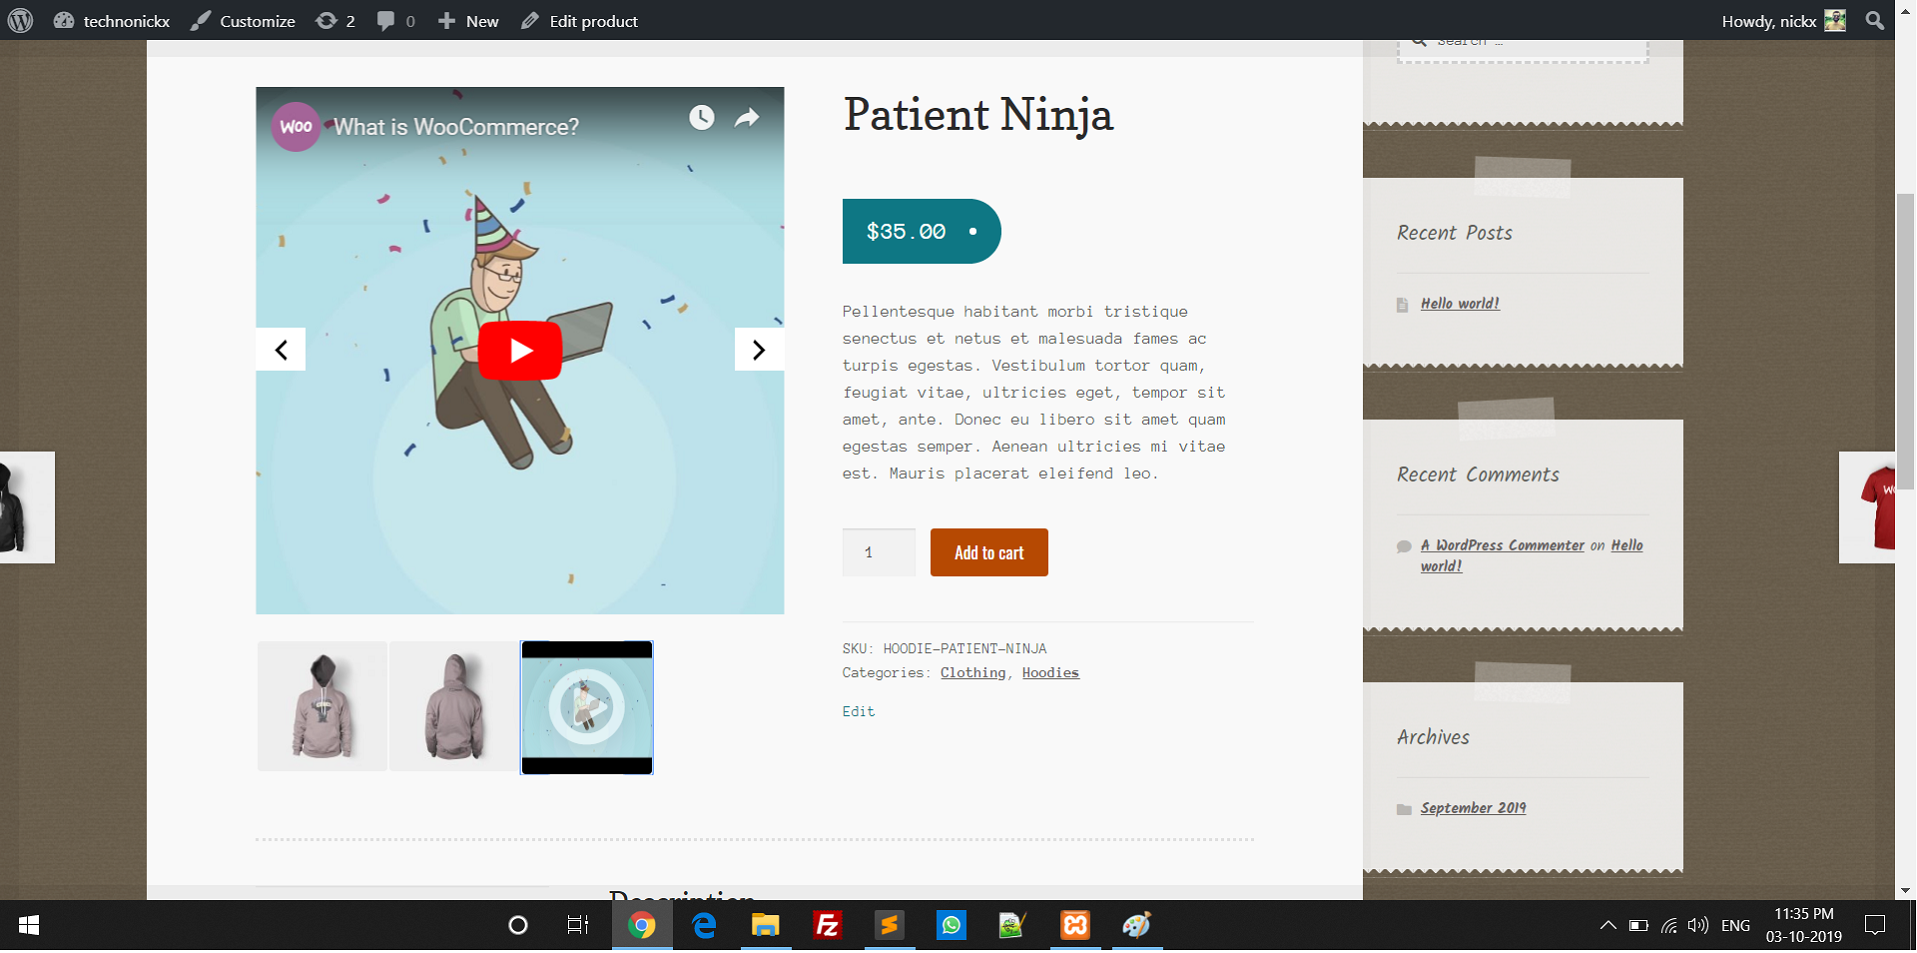 technonickx
Customize
2
0
New
Edit product
Howdy, nickx
Search …
Woo
What is WooCommerce?
Patient Ninja
$35.00
Pellentesque habitant morbi tristique
senectus et netus et malesuada fames ac
turpis egestas. Vestibulum tortor quam,
feugiat vitae, ultricies eget, tempor sit
amet, ante. Donec eu libero sit amet quam
egestas semper. Aenean ultricies mi vitae
est. Mauris placerat eleifend leo.
1
Add to cart
SKU: HOODIE-PATIENT-NINJA
Categories: Clothing, Hoodies
Edit
Recent Posts
Hello world!
Recent Comments
A WordPress Commenter on Hello
world!
Archives
September 2019
Description
ENG
11:35 PM
03-10-2019